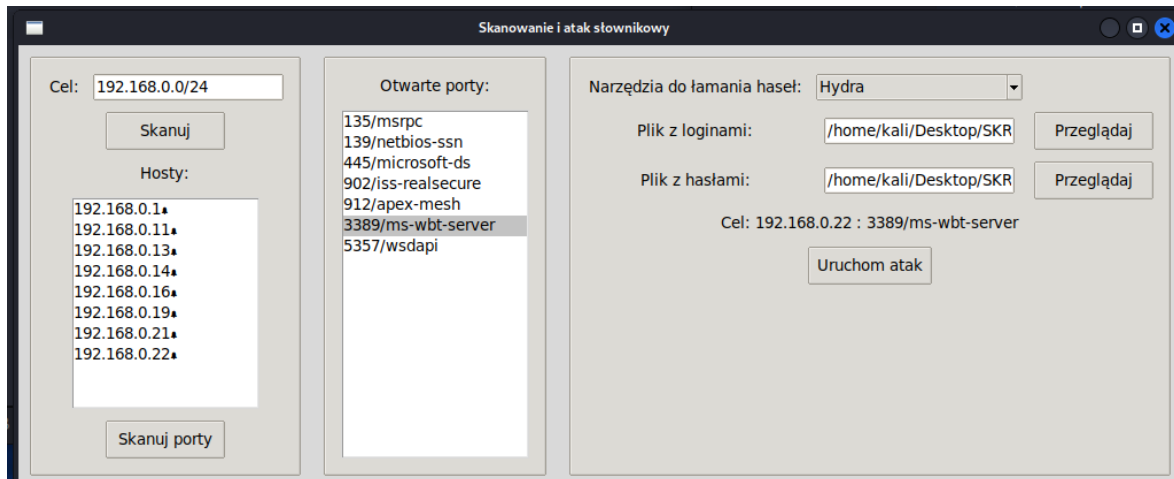 Skanowanie i atak słownikowy
Cel: 192.168.0.0/24
Skanuj
Hosty:
192.168.0.1
192.168.0.11
192.168.0.13
192.168.0.14
192.168.0.16
192.168.0.19
192.168.0.21
192.168.0.22
Skanuj porty
Otwarte porty:
135/msrpc
139/netbios-ssn
445/microsoft-ds
902/iss-realsecure
912/apex-mesh
3389/ms-wbt-server
5357/wsdapi
Narzędzia do łamania haseł: Hydra
Plik z loginami: /home/kali/Desktop/SKR Przeglądaj
Plik z hasłami: /home/kali/Desktop/SKR Przeglądaj
Cel: 192.168.0.22 : 3389/ms-wbt-server
Uruchom atak